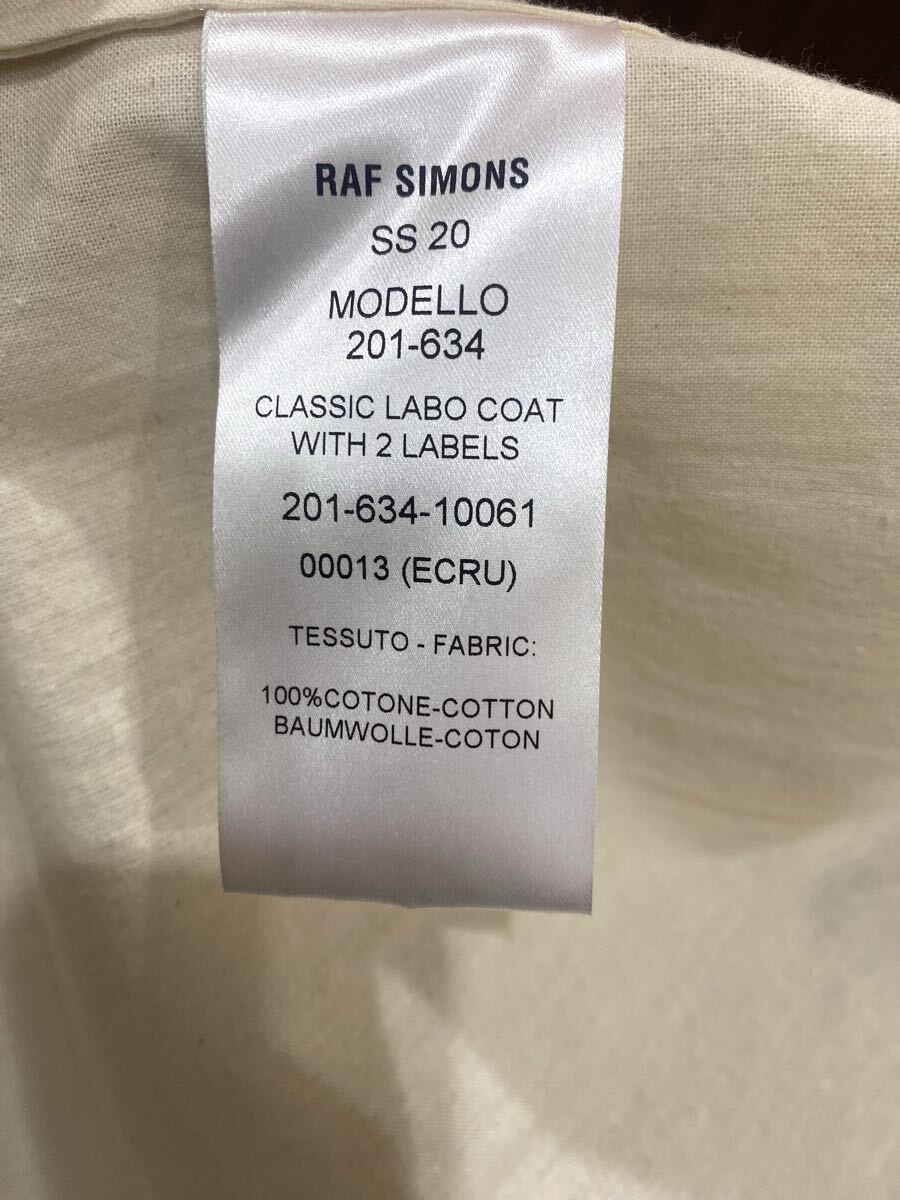 RAF SIMONS
SS 20
MODELLO
201-634
CLASSIC LABO COAT
WITH 2 LABELS
201-634-10061
00013 (ECRU)
TESSUTO - FABRIC:
100%COTONE-COTTON
BAUMWOLLE-COTON